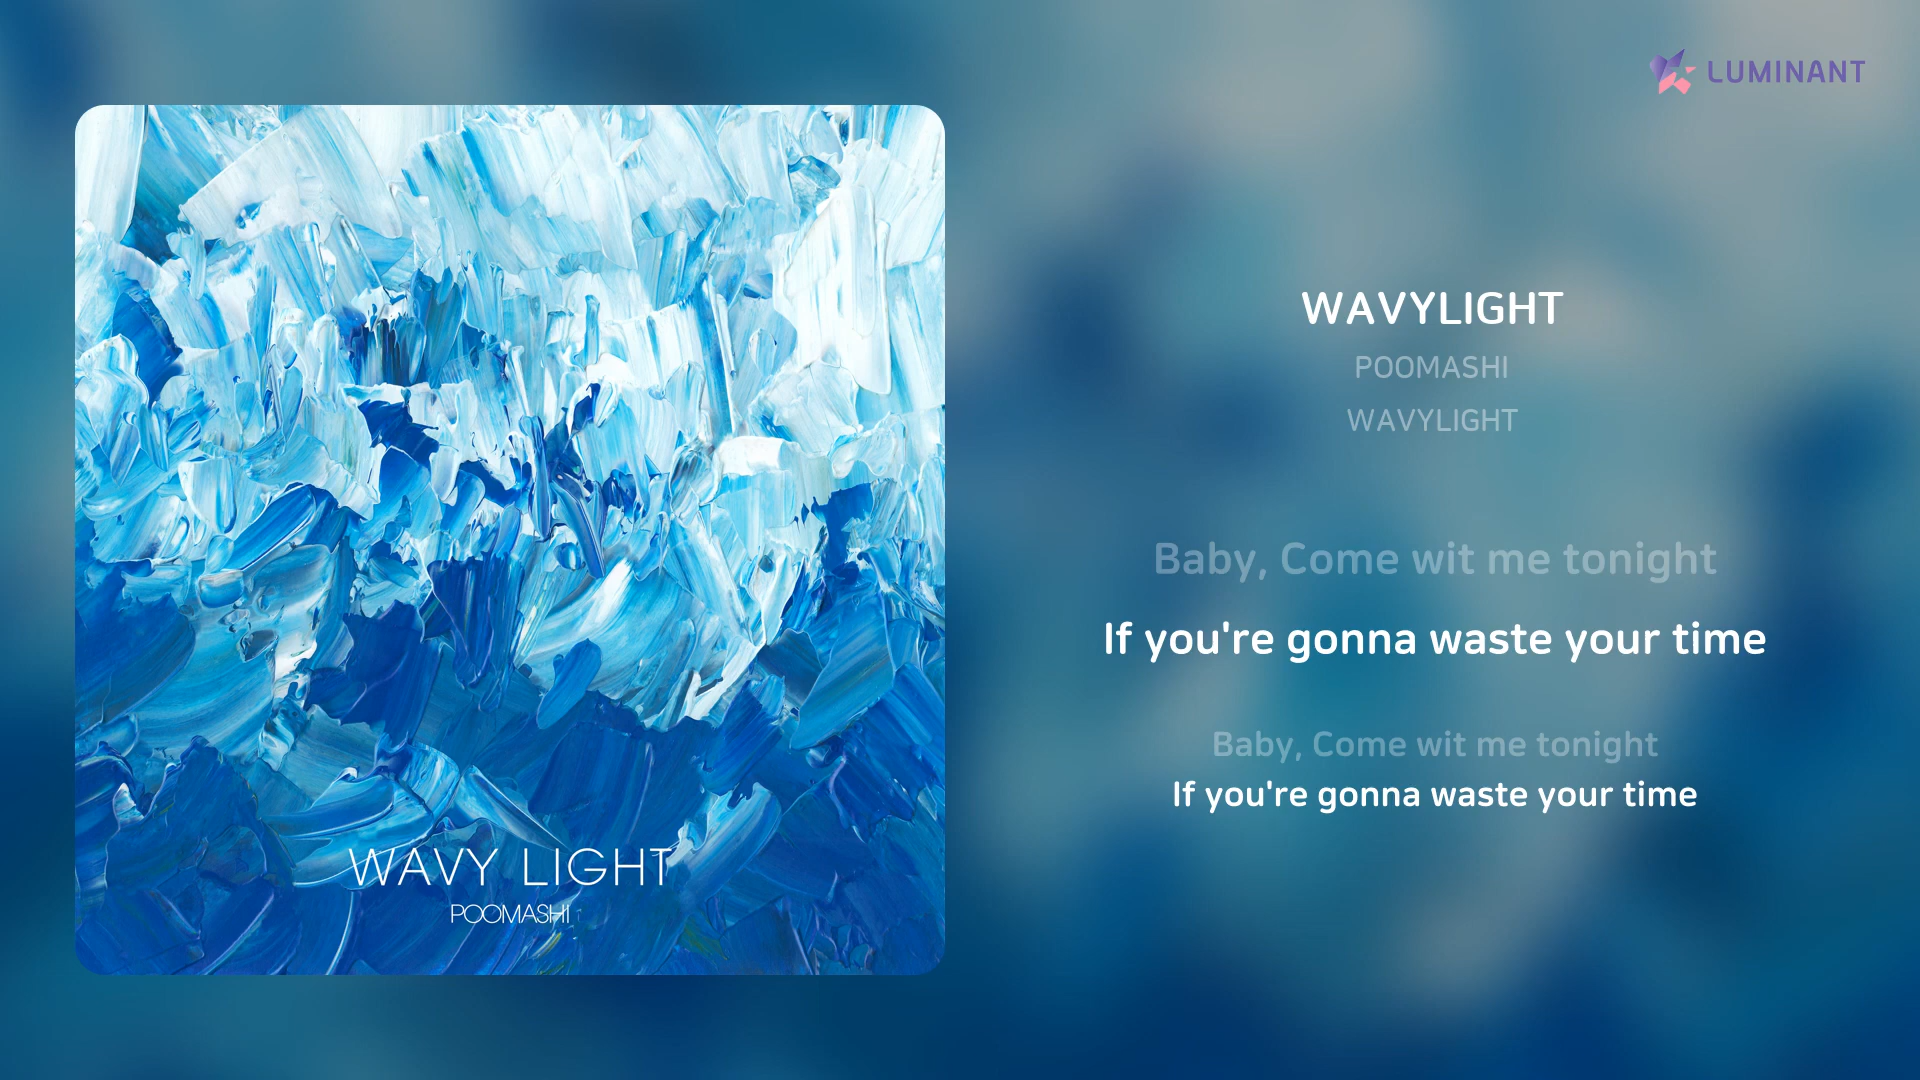 LUMINANT
WAVY LIGHT
POOMASHI
WAVYLIGHT
POOMASHI
WAVYLIGHT
Baby, Come wit me tonight
If you're gonna waste your time
Baby, Come wit me tonight
If you're gonna waste your time